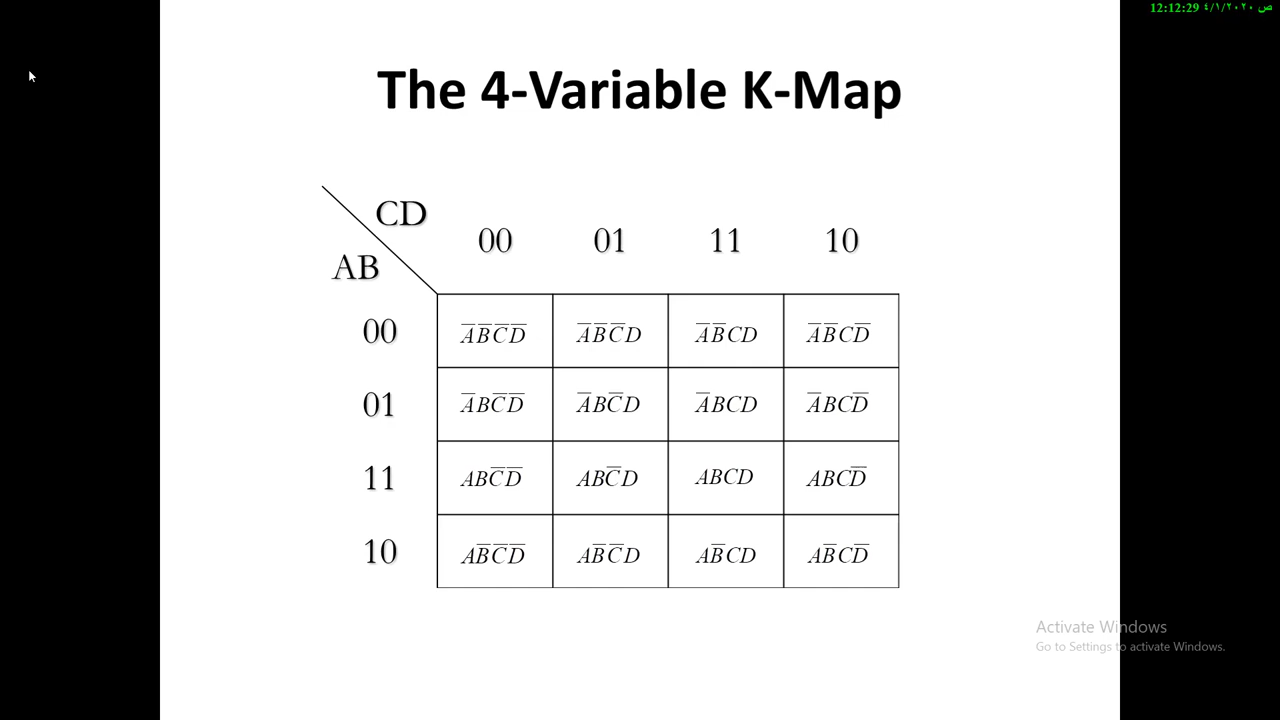 12:12:29 ٤/١/٢٠٢٠ ص
The 4-Variable K-Map
CD
AB
00 01 11 10
00 A̅B̅C̅D̅ A̅B̅C̅D A̅B̅CD A̅B̅CD̅
01 A̅BC̅D̅ A̅BC̅D A̅BCD A̅BCD̅
11 ABC̅D̅ ABC̅D ABCD ABCD̅
10 AB̅C̅D̅ AB̅C̅D AB̅CD AB̅CD̅
Activate Windows
Go to Settings to activate Windows.